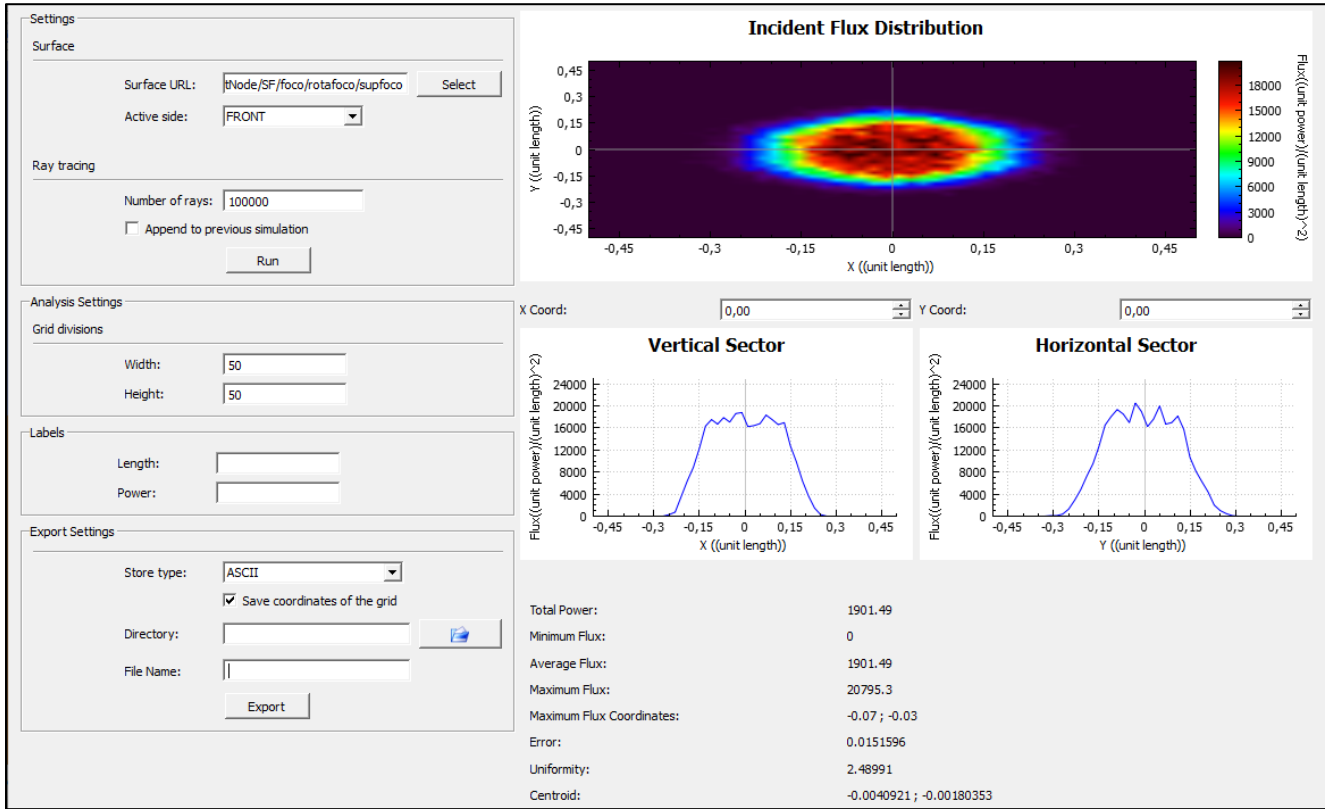 Settings
Surface
Surface URL: tNode/SF/foco/rotafoco/supfoco Select
Active side: FRONT
Ray tracing
Number of rays: 100000
Append to previous simulation
Run
Analysis Settings
Grid divisions
Width: 50
Height: 50
Labels
Length:
Power:
Export Settings
Store type: ASCII
Save coordinates of the grid
Directory:
File Name:
Export
Incident Flux Distribution
Y ((unit length))
0,45
0,3
0,15
0
-0,15
-0,3
-0,45
-0,45 -0,3 -0,15 0 0,15 0,3 0,45
X ((unit length))
18000
15000
12000
9000
6000
3000
0
Flux((unit power)/(unit length)^2)
X Coord: 0,00 Y Coord: 0,00
Vertical Sector
Flux((unit power)/(unit length)^2)
24000
20000
16000
12000
8000
4000
0
-0,45 -0,3 -0,15 0 0,15 0,3 0,45
X ((unit length))
Horizontal Sector
Flux((unit power)/(unit length)^2)
24000
20000
16000
12000
8000
4000
0
-0,45 -0,3 -0,15 0 0,15 0,3 0,45
Y ((unit length))
Total Power: 1901.49
Minimum Flux: 0
Average Flux: 1901.49
Maximum Flux: 20795.3
Maximum Flux Coordinates: -0.07 ; -0.03
Error: 0.0151596
Uniformity: 2.48991
Centroid: -0.0040921 ; -0.00180353